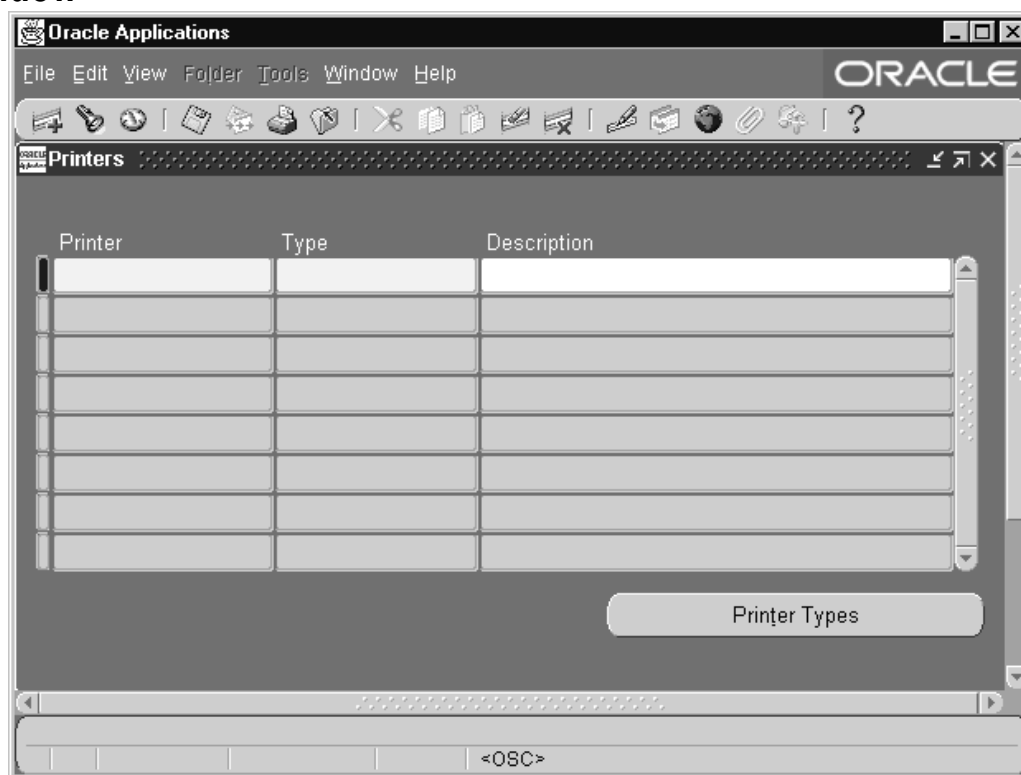 Oracle Applications
File Edit View Folder Tools Window Help
ORACLE
?
Printers
Printer Type Description
Printer Types
<OSC>